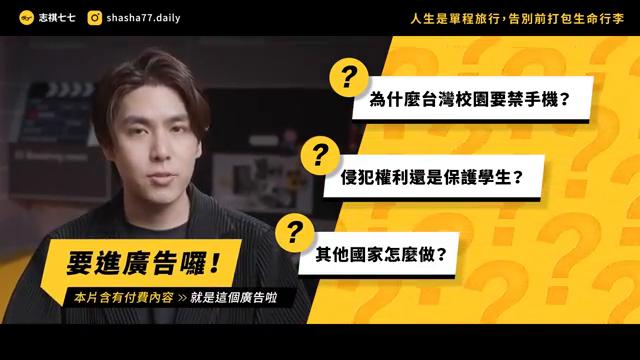 志祺七七 shasha77.daily
人生是單程旅行，告別前打包生命行李
為什麼台灣校園要禁手機？
侵犯權利還是保護學生？
其他國家怎麼做？
要進廣告囉！
本片含有付費內容 >> 就是這個廣告啦